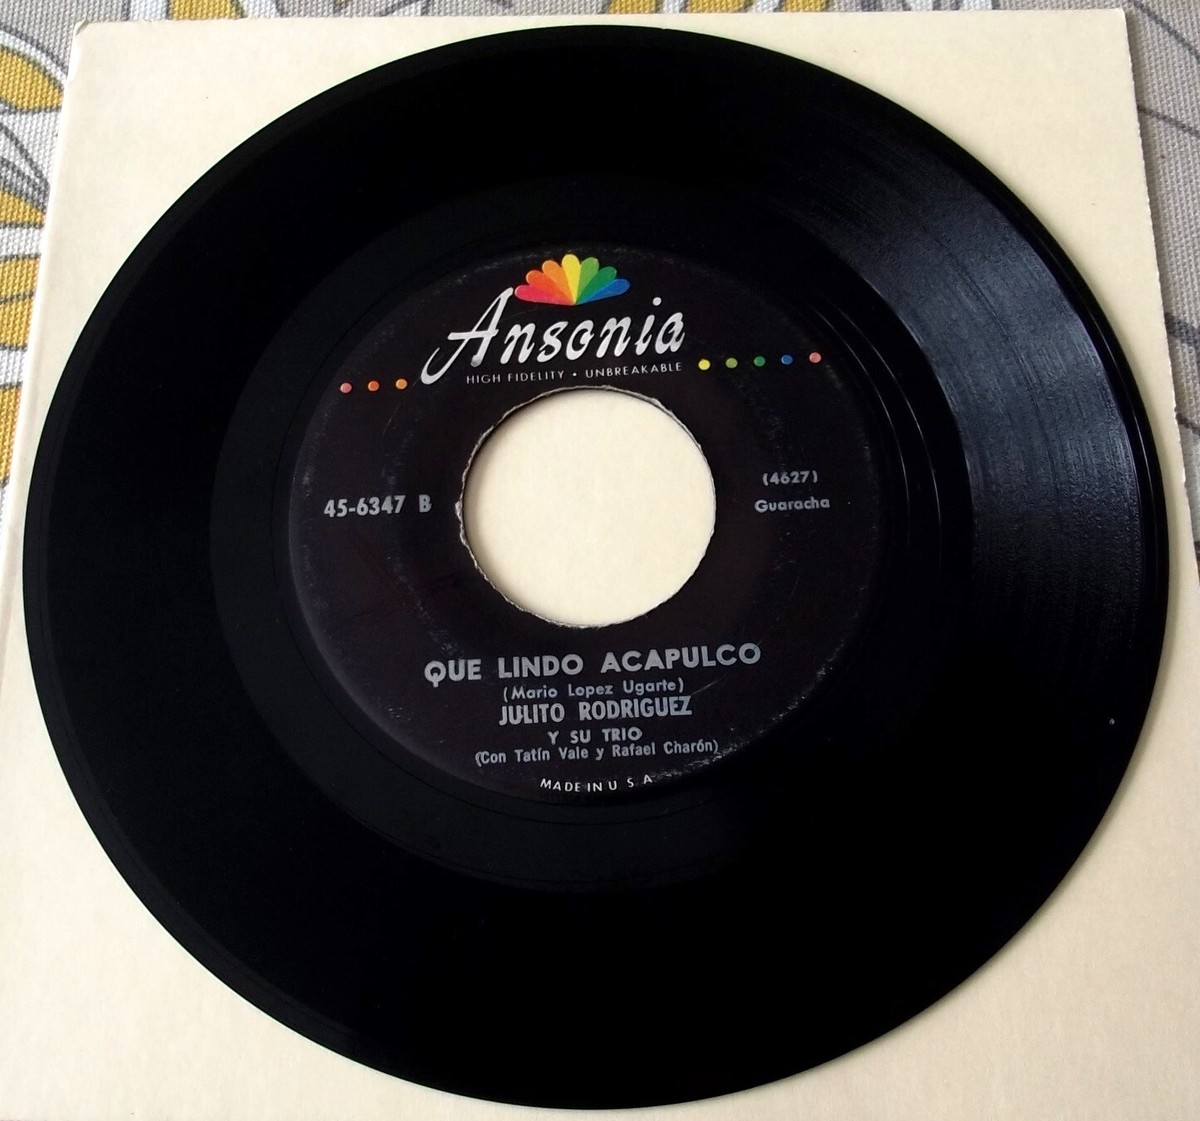 Ansonia
HIGH FIDELITY • UNBREAKABLE
(4627)
45-6347 B
Guaracha
QUE LINDO ACAPULCO
(Mario Lopez Ugarte)
JULITO RODRIGUEZ
Y SU TRIO
(Con Tatín Vale y Rafael Charón)
MADE IN U S A